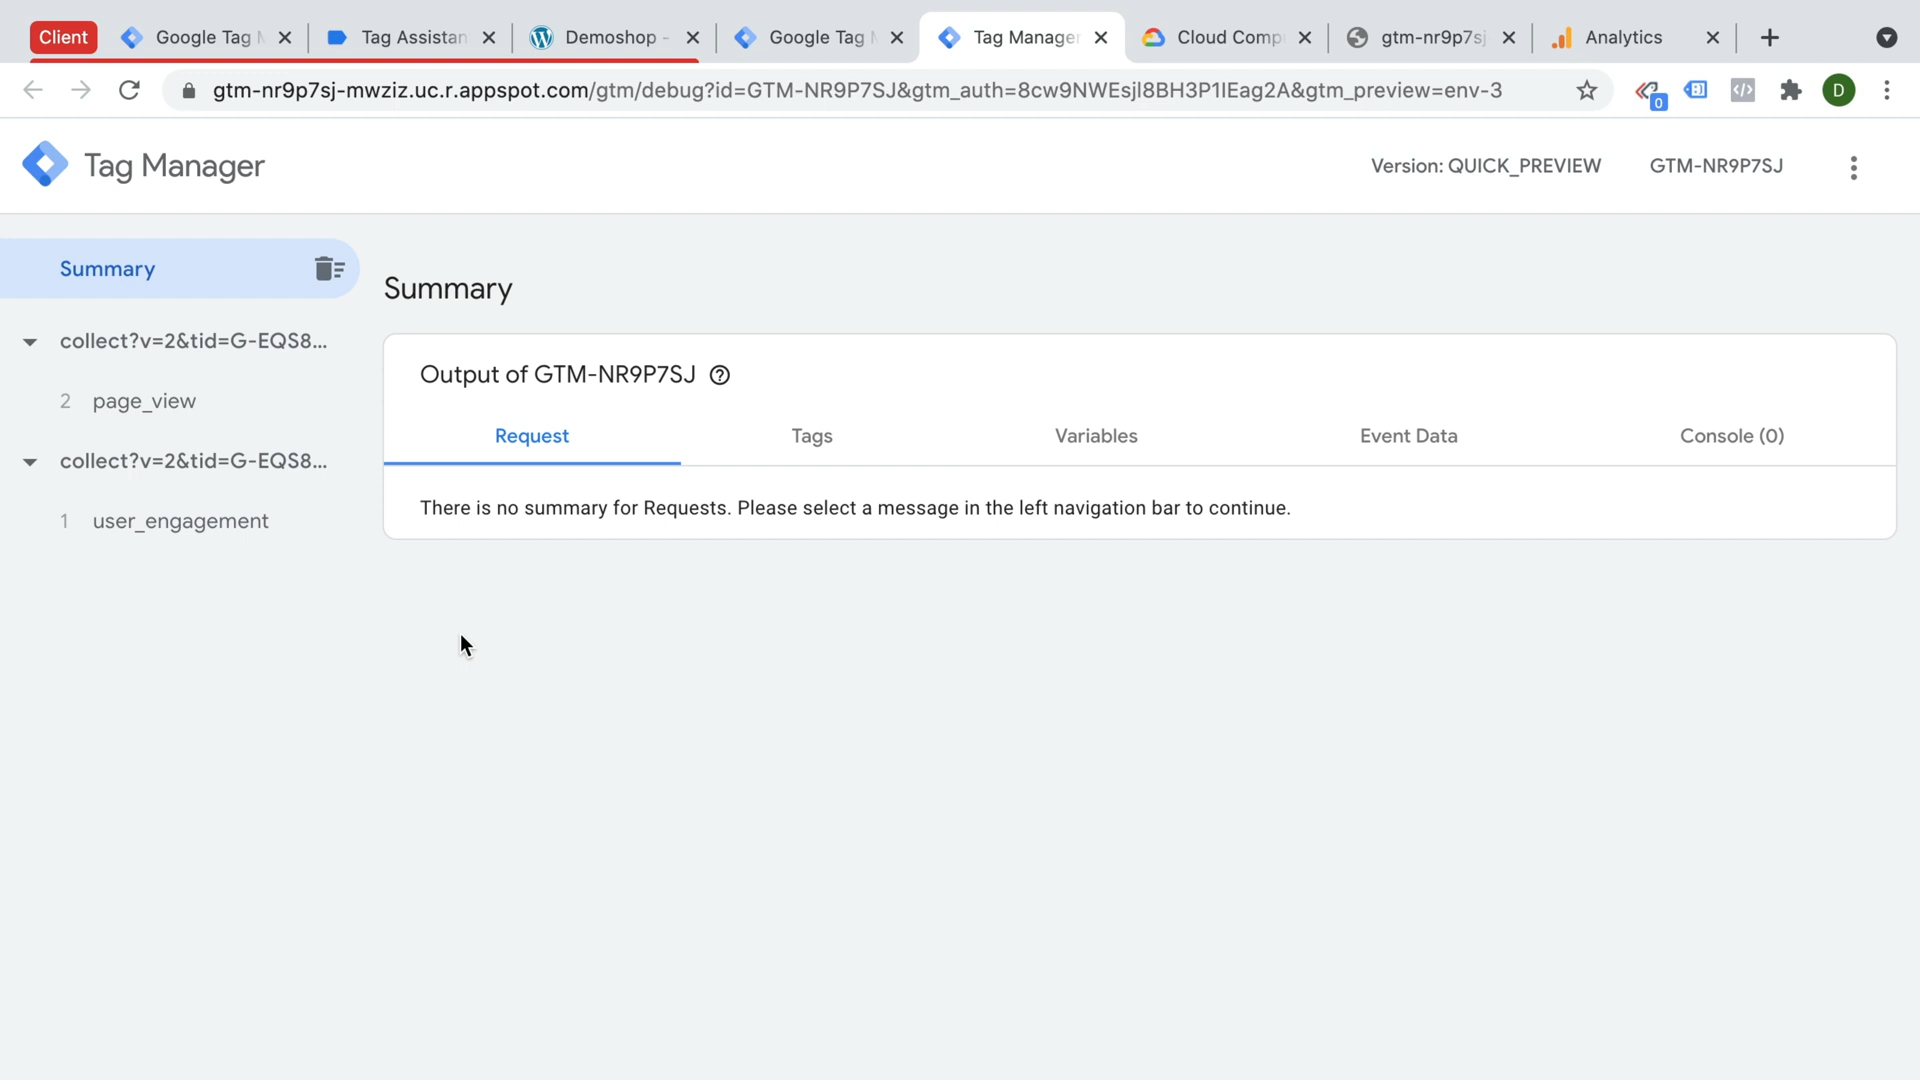 Client
Google Tag M
Tag Assistan
Demoshop -
Google Tag M
Tag Manager
Cloud Comp
gtm-nr9p7sj
Analytics
gtm-nr9p7sj-mwziz.uc.r.appspot.com/gtm/debug?id=GTM-NR9P7SJ&gtm_auth=8cw9NWEsjl8BH3P1IEag2A&gtm_preview=env-3
0
D
Tag Manager
Version: QUICK_PREVIEW
GTM-NR9P7SJ
Summary
collect?v=2&tid=G-EQS8...
2 page_view
collect?v=2&tid=G-EQS8...
1 user_engagement
Summary
Output of GTM-NR9P7SJ
Request
Tags
Variables
Event Data
Console (0)
There is no summary for Requests. Please select a message in the left navigation bar to continue.